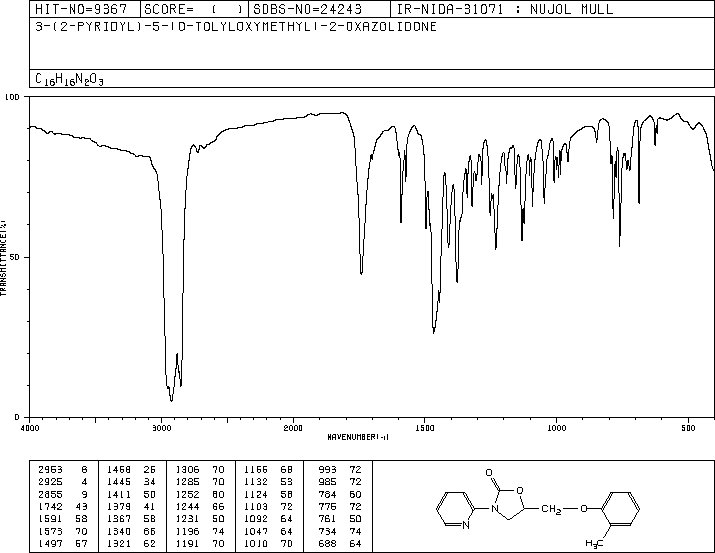 HIT-NO=9367 SCORE= ( ) SDBS-NO=24243 IR-NIDA-31071 : NUJOL MULL
3-(2-PYRIDYL)-5-(O-TOLYLOXYMETHYL)-2-OXAZOLIDONE
C16H16N2O3
100
50
0
TRANSMITTANCE(%)
4000 3000 2000 1500 1000 500
WAVENUMBER(-1)
2953 6 1468 26 1306 70 1166 68 993 72
2925 4 1445 34 1285 70 1132 53 985 72
2855 9 1411 50 1252 60 1124 58 784 60
1742 43 1379 41 1244 66 1103 72 775 72
1591 58 1367 58 1231 50 1092 64 761 50
1573 70 1340 66 1196 74 1047 64 734 74
1497 57 1321 62 1191 70 1010 70 688 64
O
O
N
N
CH2
O
H3C